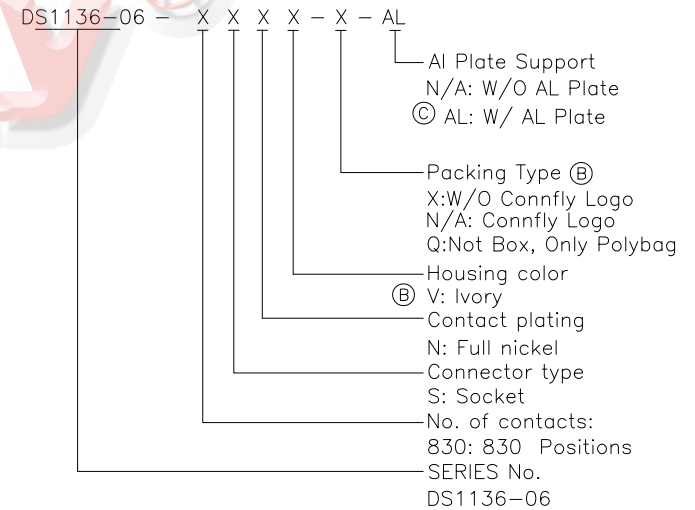 DS1136-06 - X X X X - X - AL
Al Plate Support
N/A: W/O AL Plate
Ⓒ AL: W/ AL Plate
Packing Type Ⓑ
X:W/O Connfly Logo
N/A: Connfly Logo
Q:Not Box, Only Polybag
Housing color
Ⓑ V: Ivory
Contact plating
N: Full nickel
Connector type
S: Socket
No. of contacts:
830: 830 Positions
SERIES No.
DS1136-06